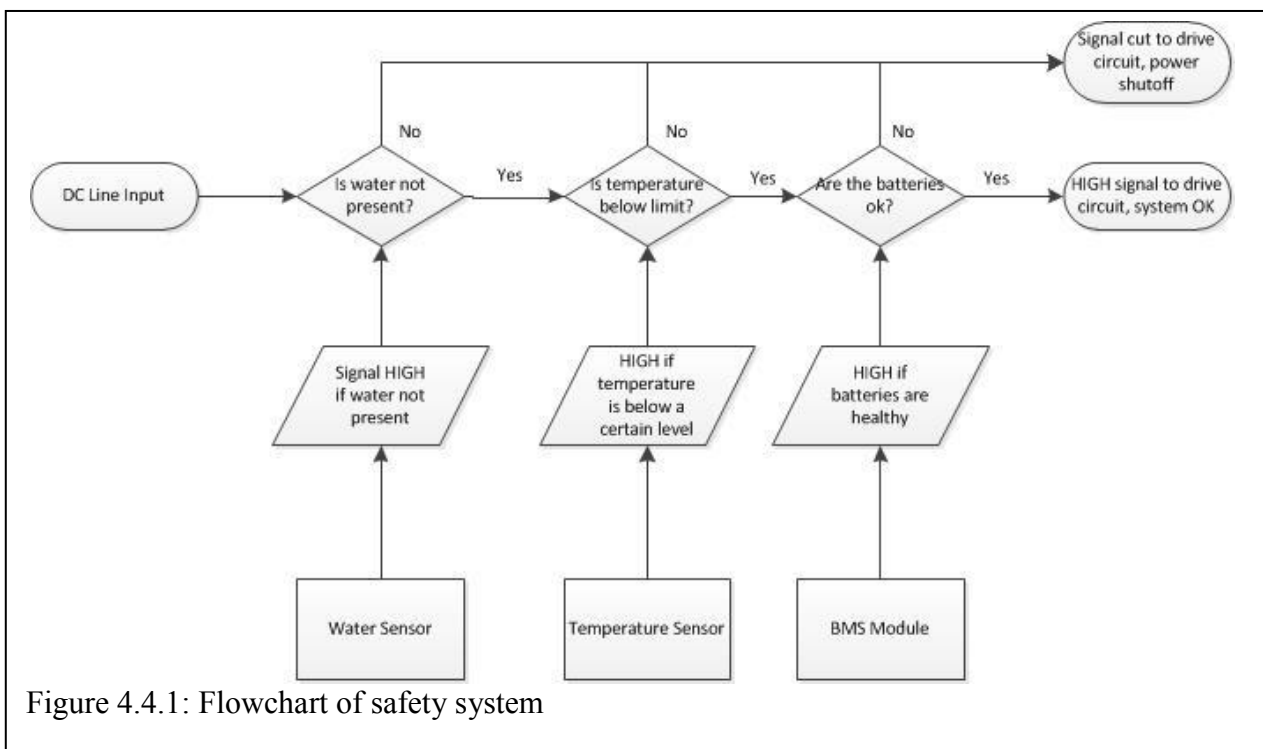 Signal cut to drive
circuit, power
shutoff
No
No
No
DC Line Input
Is water not
present?
Yes
Is temperature
below limit?
Yes
Are the batteries
ok?
Yes
HIGH signal to drive
circuit, system OK
Signal HIGH
if water not
present
HIGH if
temperature
is below a
certain level
HIGH if
batteries are
healthy
Water Sensor
Temperature Sensor
BMS Module
Figure 4.4.1: Flowchart of safety system